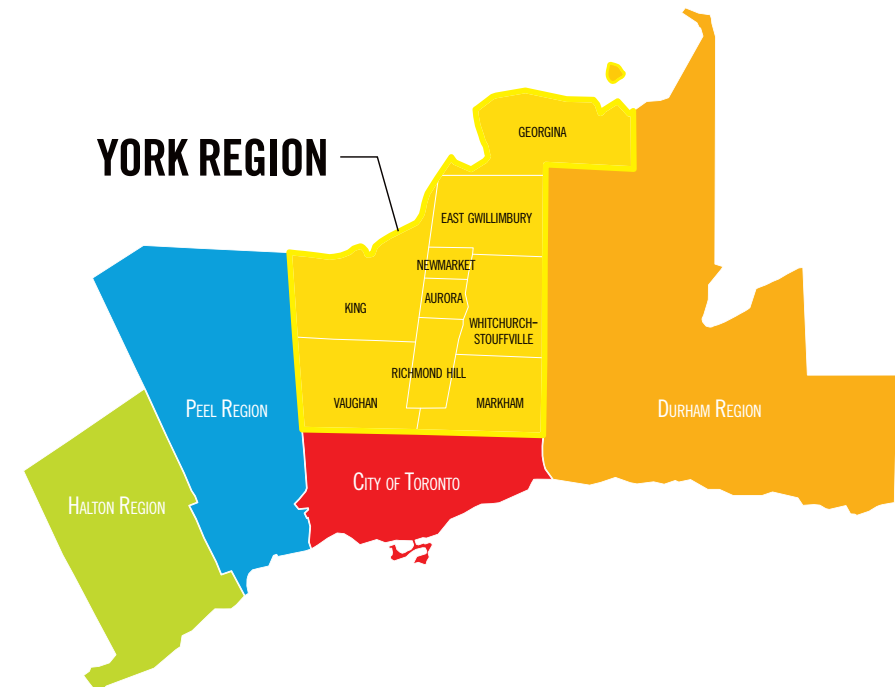 GEORGINA
YORK REGION
EAST GWILLIMBURY
NEWMARKET
AURORA
KING
WHITCHURCH-
STOUFFVILLE
RICHMOND HILL
VAUGHAN
MARKHAM
PEEL REGION
DURHAM REGION
CITY OF TORONTO
HALTON REGION